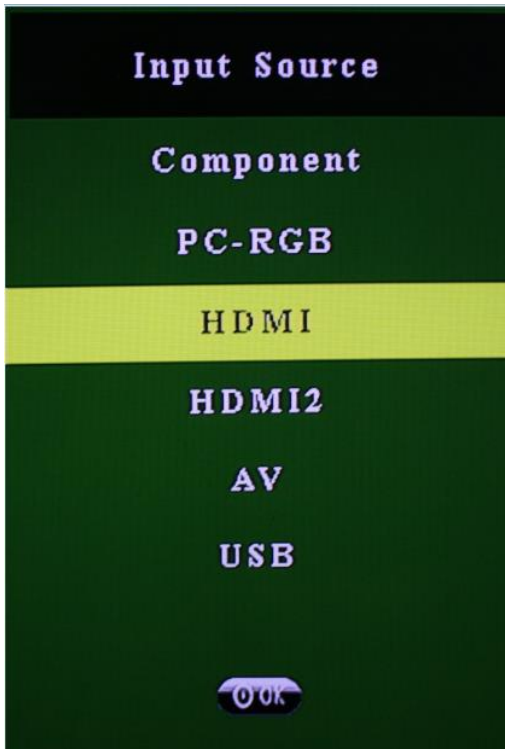 Input Source
Component
PC-RGB
HDMI
HDMI2
AV
USB
OK